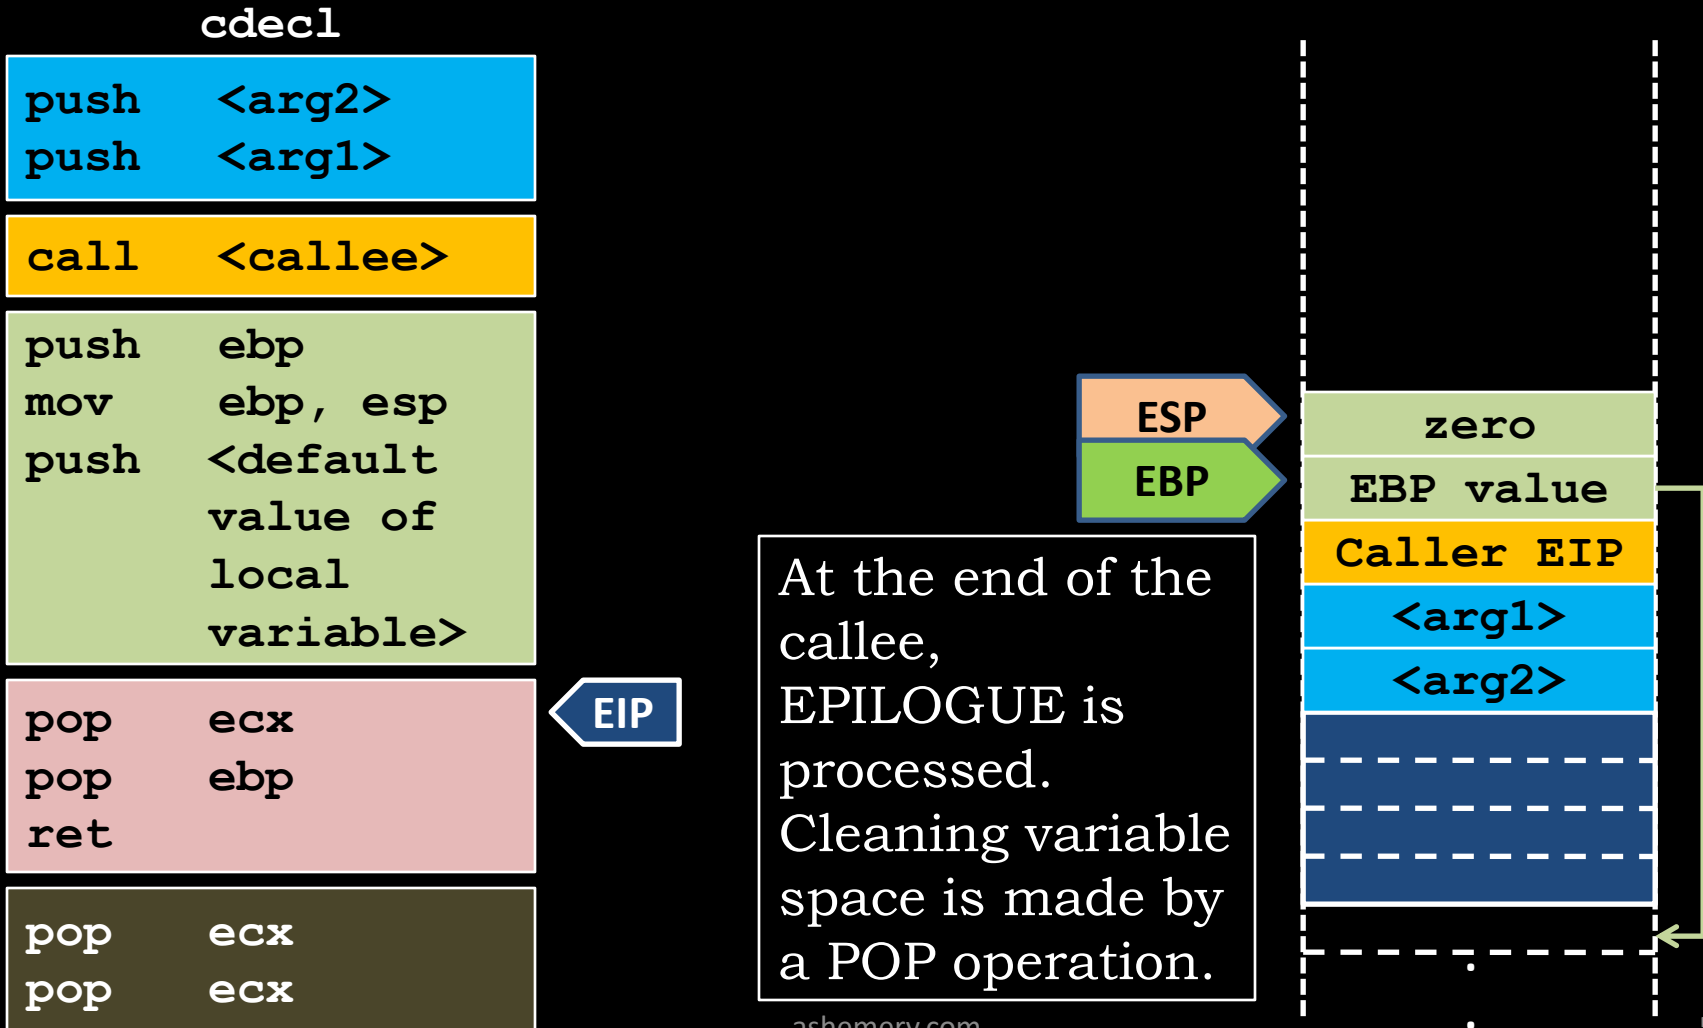 cdecl
push <arg2>
push <arg1>
call <callee>
push ebp
mov ebp, esp
push <default
value of
local
variable>
pop ecx
pop ebp
ret
pop ecx
pop ecx
EIP
ESP
EBP
At the end of the
callee,
EPILOGUE is
processed.
Cleaning variable
space is made by
a POP operation.
zero
EBP value
Caller EIP
<arg1>
<arg2>
ashemery.com